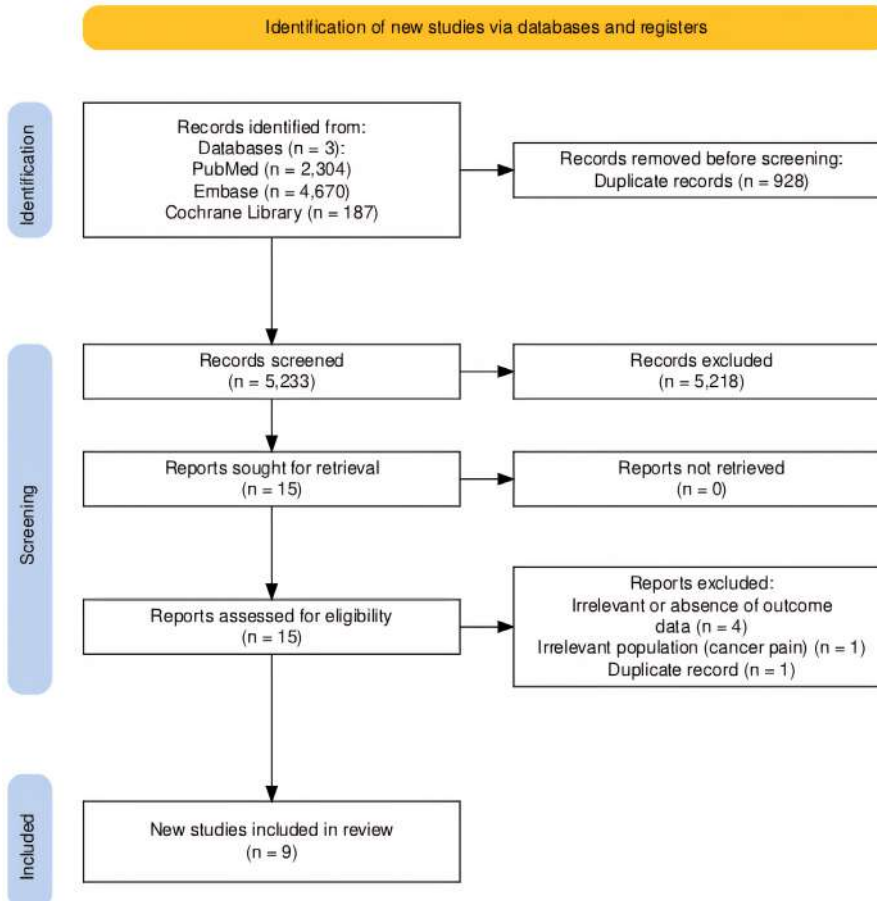 Identification of new studies via databases and registers
Identification
Records identified from:
Databases (n = 3):
PubMed (n = 2,304)
Embase (n = 4,670)
Cochrane Library (n = 187)
Records removed before screening:
Duplicate records (n = 928)
Screening
Records screened
(n = 5,233)
Records excluded
(n = 5,218)
Reports sought for retrieval
(n = 15)
Reports not retrieved
(n = 0)
Reports assessed for eligibility
(n = 15)
Reports excluded:
Irrelevant or absence of outcome
data (n = 4)
Irrelevant population (cancer pain) (n = 1)
Duplicate record (n = 1)
Included
New studies included in review
(n = 9)